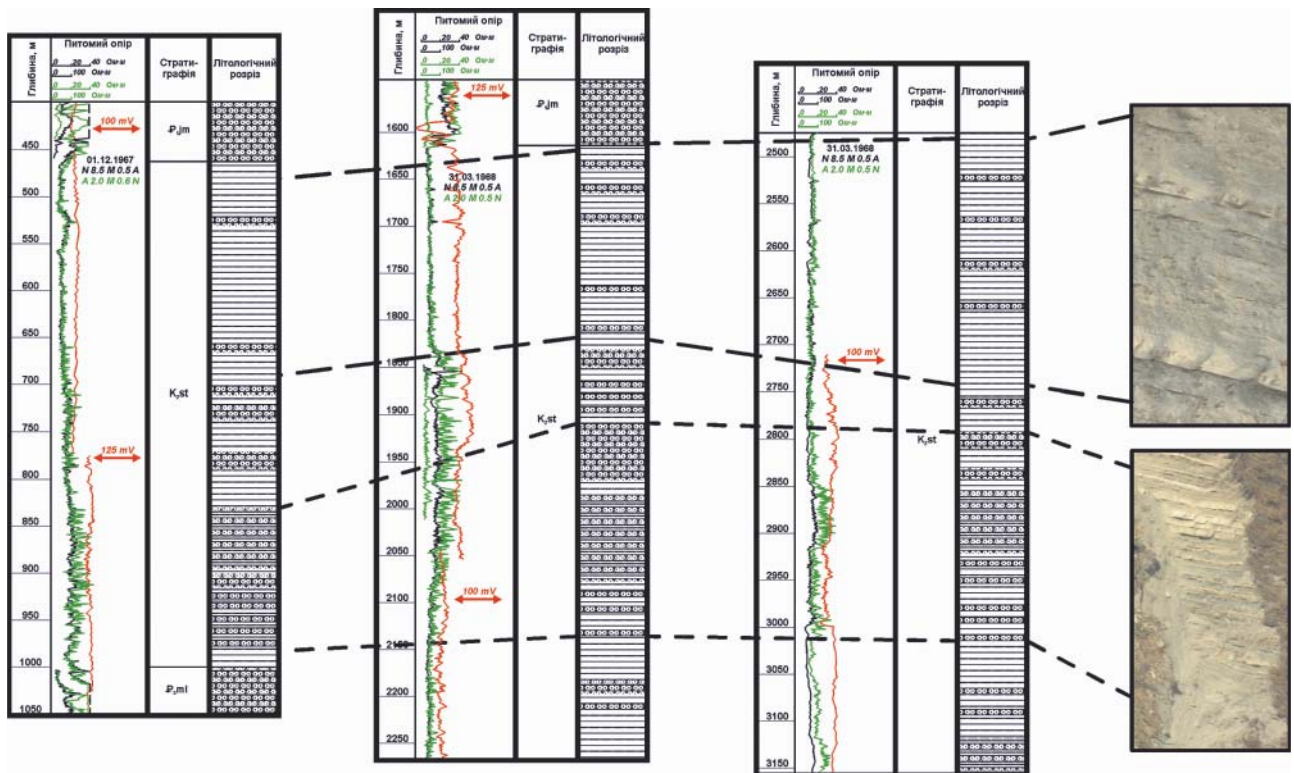 Глибина, м
Питомий опір
0 20 40 Ом·м
0 100 Ом·м
0 20 40 Ом·м
0 100 Ом·м
Страти-
графія
Літологічний
розріз
100 mV
01.12.1967
N 8.5 M 0.5 A
A 2.0 M 0.5 N
125 mV
450
500
550
600
650
700
750
800
850
900
950
1000
1050
₽₁jm
K₂st
₽₂ml
Глибина, м
Питомий опір
0 20 40 Ом·м
0 100 Ом·м
0 20 40 Ом·м
0 100 Ом·м
Страти-
графія
Літологічний
розріз
125 mV
31.03.1968
N 8.5 M 0.5 A
A 2.0 M 0.5 N
100 mV
1600
1650
1700
1750
1800
1850
1900
1950
2000
2050
2100
2150
2200
2250
₽₁jm
K₂st
Глибина, м
Питомий опір
0 20 40 Ом·м
0 100 Ом·м
0 20 40 Ом·м
0 100 Ом·м
Страти-
графія
Літологічний
розріз
31.03.1968
N 8.5 M 0.5 A
A 2.0 M 0.5 N
100 mV
2500
2550
2600
2650
2700
2750
2800
2850
2900
2950
3000
3050
3100
3150
K₂st